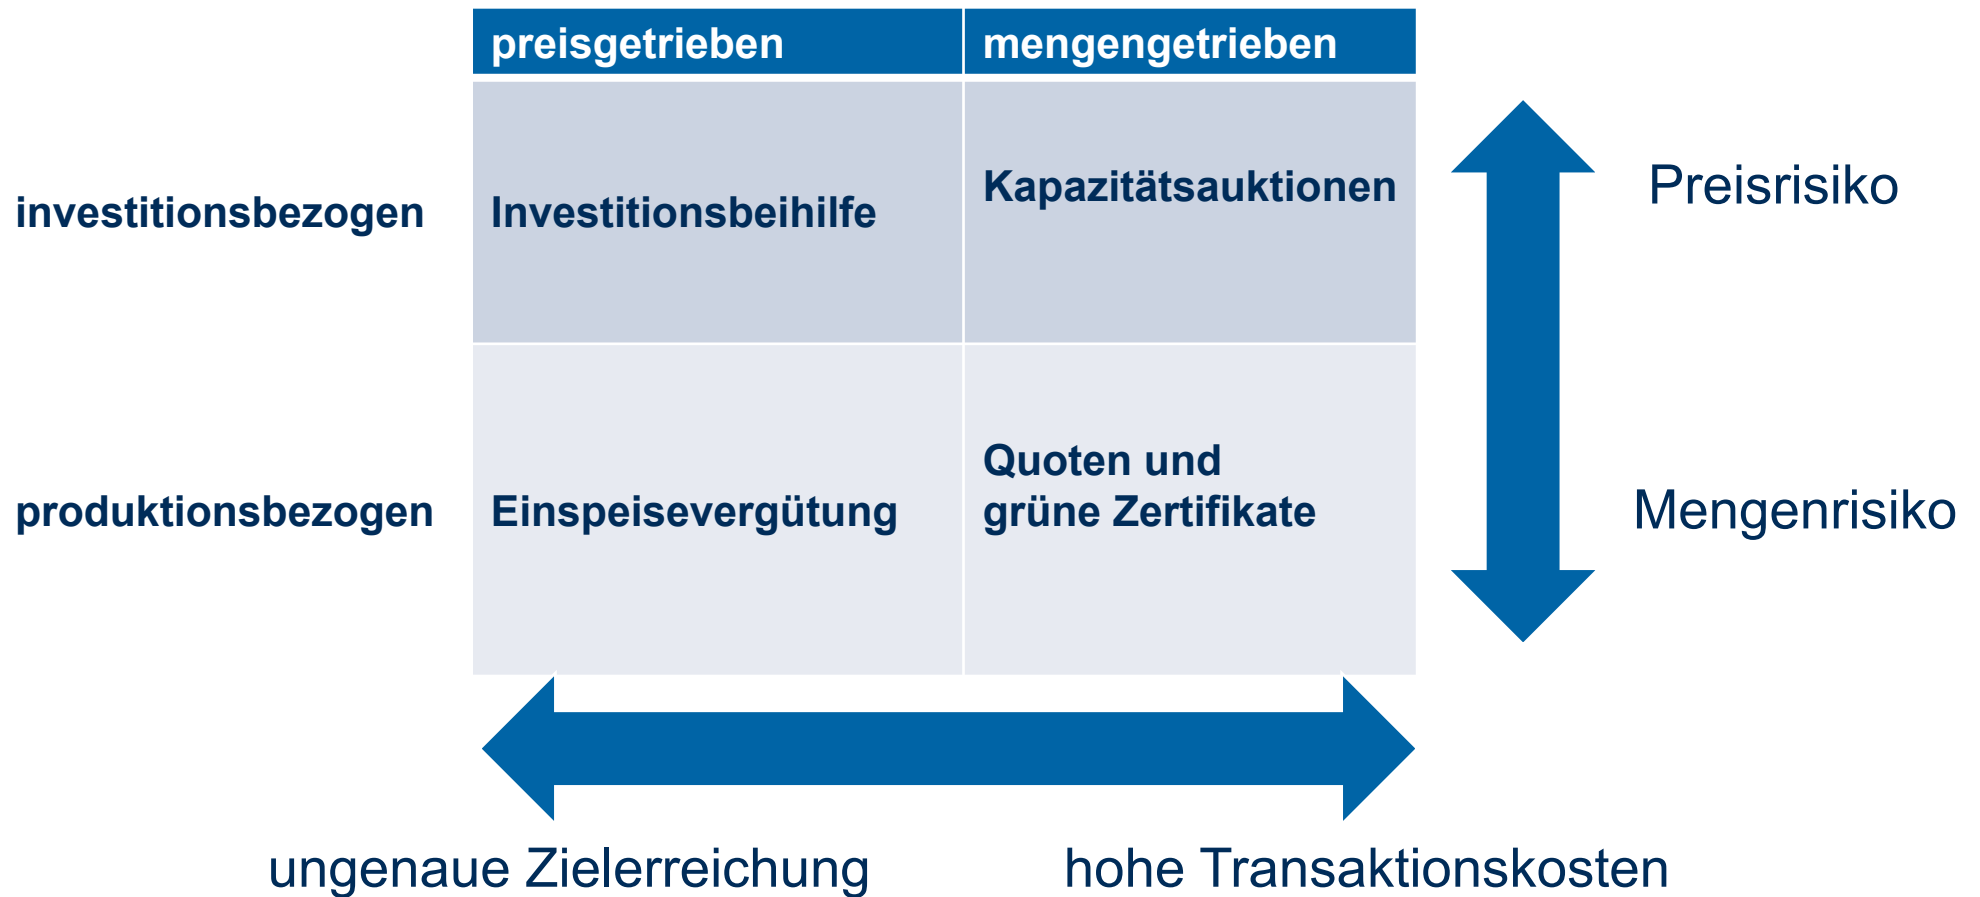 preisgetrieben
mengengetrieben
investitionsbezogen
Investitionsbeihilfe
Kapazitätsauktionen
Preisrisiko
produktionsbezogen
Einspeisevergütung
Quoten und
grüne Zertifikate
Mengenrisiko
ungenaue Zielerreichung
hohe Transaktionskosten